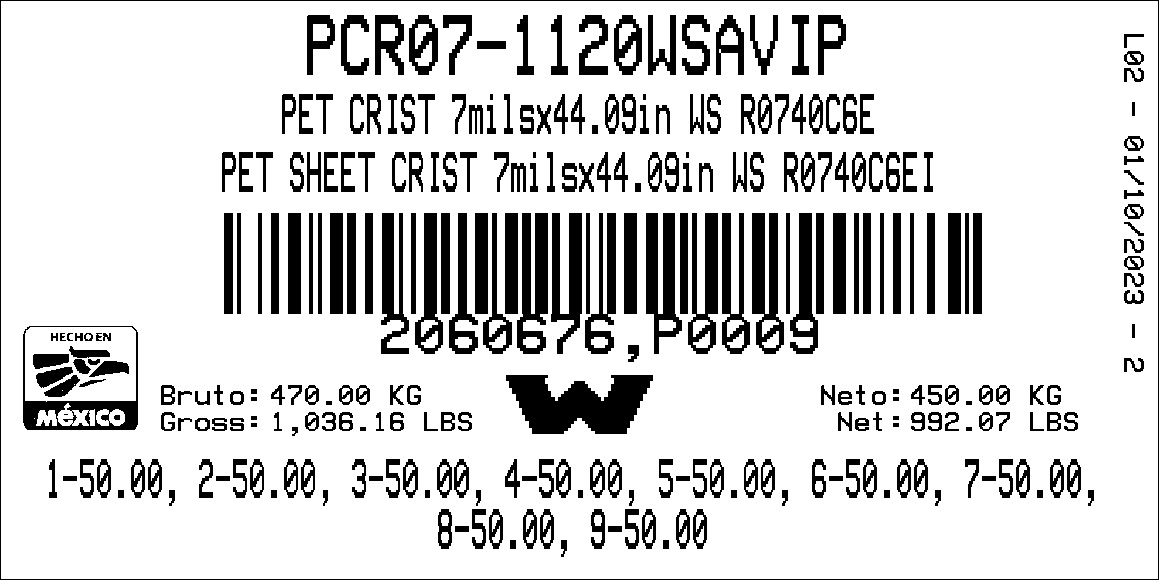 PCR07-1120WSAVIP
PET CRIST 7milsx44.09in WS R0740C6E
PET SHEET CRIST 7milsx44.09in WS R0740C6EI
2060676,P0009
HECHO EN
MéXICO
Bruto: 470.00 KG
Gross: 1,036.16 LBS
W
Neto: 450.00 KG
Net: 992.07 LBS
1-50.00, 2-50.00, 3-50.00, 4-50.00, 5-50.00, 6-50.00, 7-50.00,
8-50.00, 9-50.00
L02 - 01/10/2023 - 2